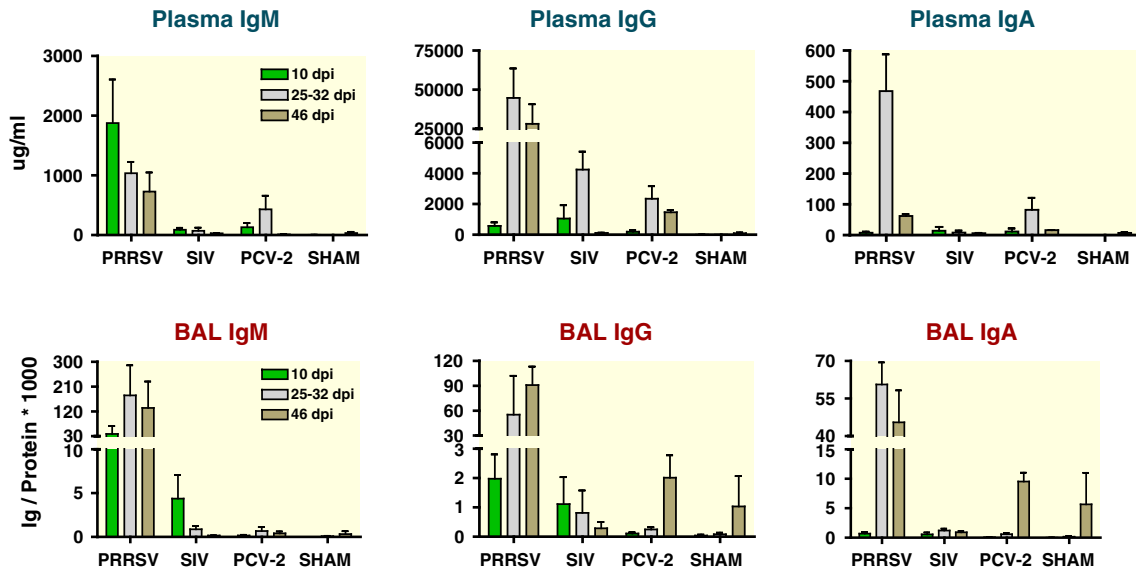 Plasma IgM
Plasma IgG
Plasma IgA
ug/ml
3000
2000
1000
0
10 dpi
25-32 dpi
46 dpi
PRRSV SIV PCV-2 SHAM
75000
50000
25000
6000
4000
2000
0
PRRSV SIV PCV-2 SHAM
600
500
400
300
200
100
0
PRRSV SIV PCV-2 SHAM
BAL IgM
BAL IgG
BAL IgA
Ig / Protein * 1000
300
210
120
30
10
5
0
10 dpi
25-32 dpi
46 dpi
PRRSV SIV PCV-2 SHAM
120
90
60
30
3
2
1
0
PRRSV SIV PCV-2 SHAM
70
55
40
15
10
5
0
PRRSV SIV PCV-2 SHAM